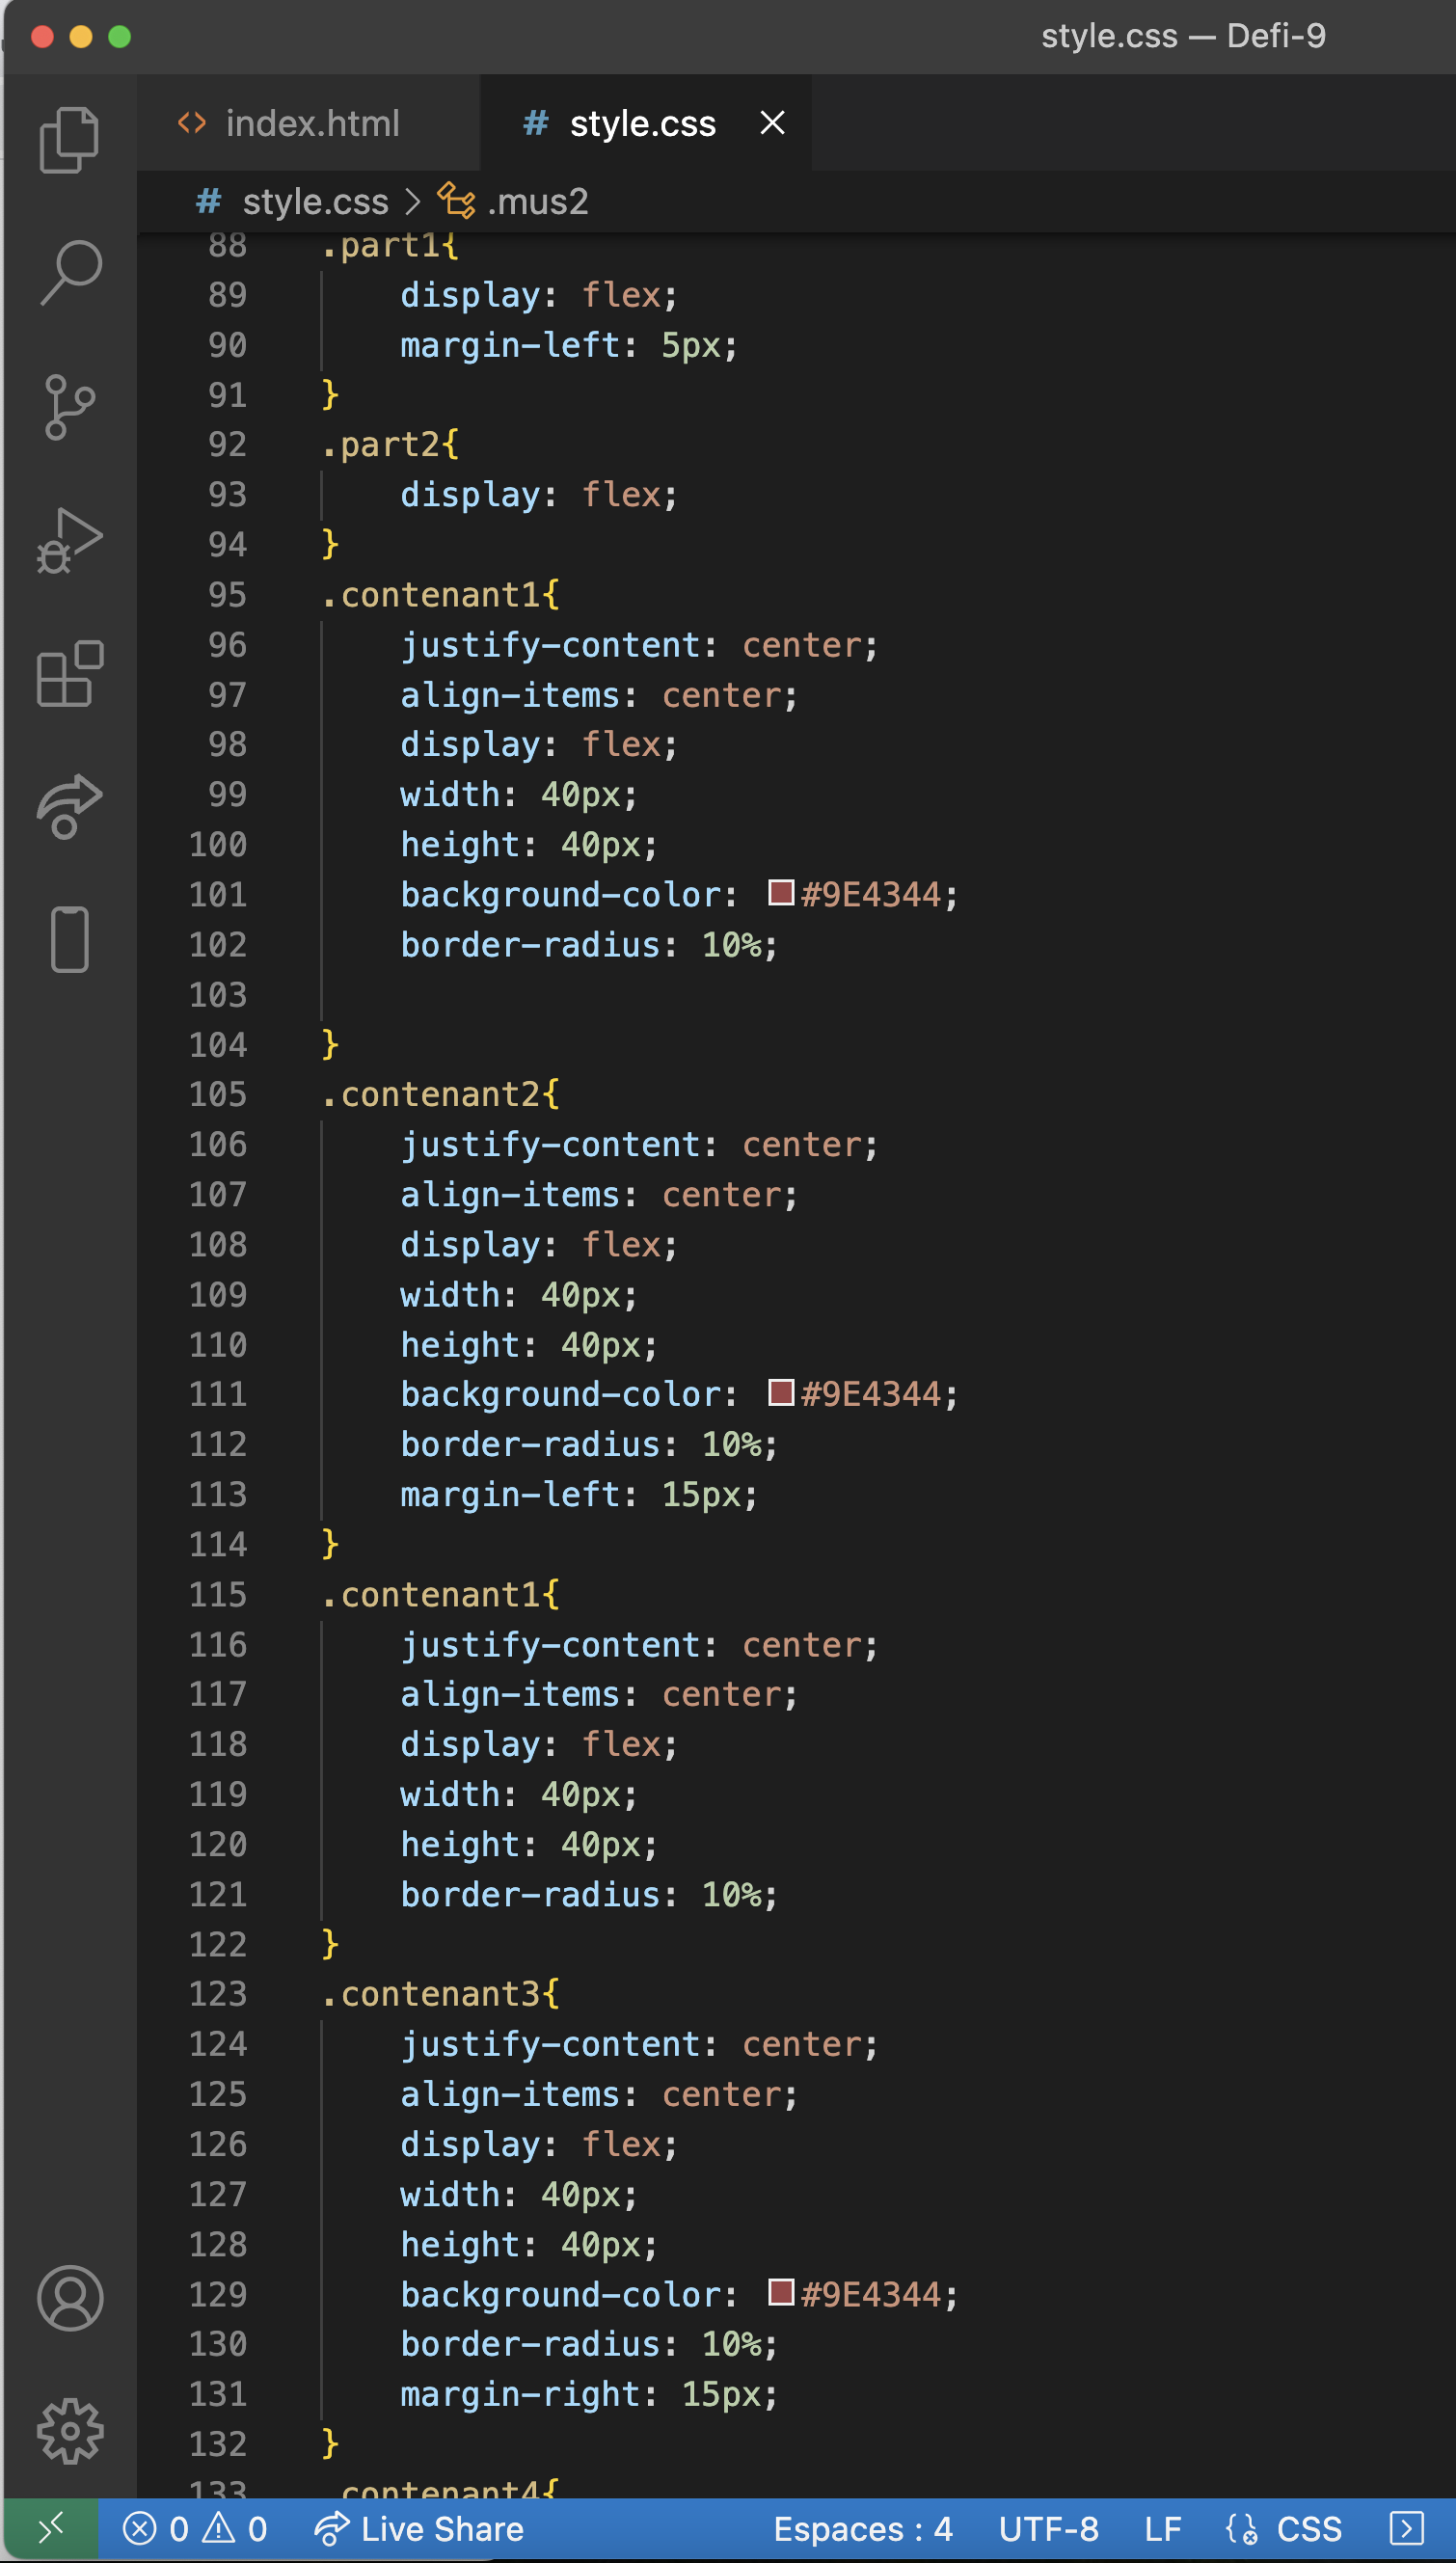 style.css — Defi-9
<> index.html # style.css ×
# style.css > .mus2
88 .part1{
89 display: flex;
90 margin-left: 5px;
91 }
92 .part2{
93 display: flex;
94 }
95 .contenant1{
96 justify-content: center;
97 align-items: center;
98 display: flex;
99 width: 40px;
100 height: 40px;
101 background-color: #9E4344;
102 border-radius: 10%;
103
104 }
105 .contenant2{
106 justify-content: center;
107 align-items: center;
108 display: flex;
109 width: 40px;
110 height: 40px;
111 background-color: #9E4344;
112 border-radius: 10%;
113 margin-left: 15px;
114 }
115 .contenant1{
116 justify-content: center;
117 align-items: center;
118 display: flex;
119 width: 40px;
120 height: 40px;
121 border-radius: 10%;
122 }
123 .contenant3{
124 justify-content: center;
125 align-items: center;
126 display: flex;
127 width: 40px;
128 height: 40px;
129 background-color: #9E4344;
130 border-radius: 10%;
131 margin-right: 15px;
132 }
133 .contenant4{
0 0 Live Share Espaces : 4 UTF-8 LF CSS